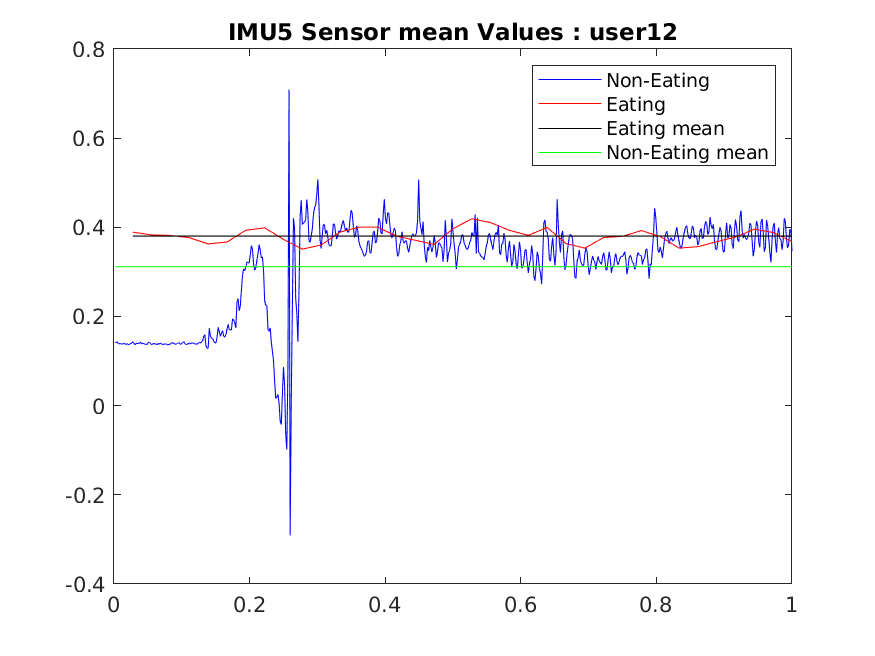 IMU5 Sensor mean Values : user12
0.8
0.6
0.4
0.2
0
-0.2
-0.4
0
0.2
0.4
0.6
0.8
1
Non-Eating
Eating
Eating mean
Non-Eating mean